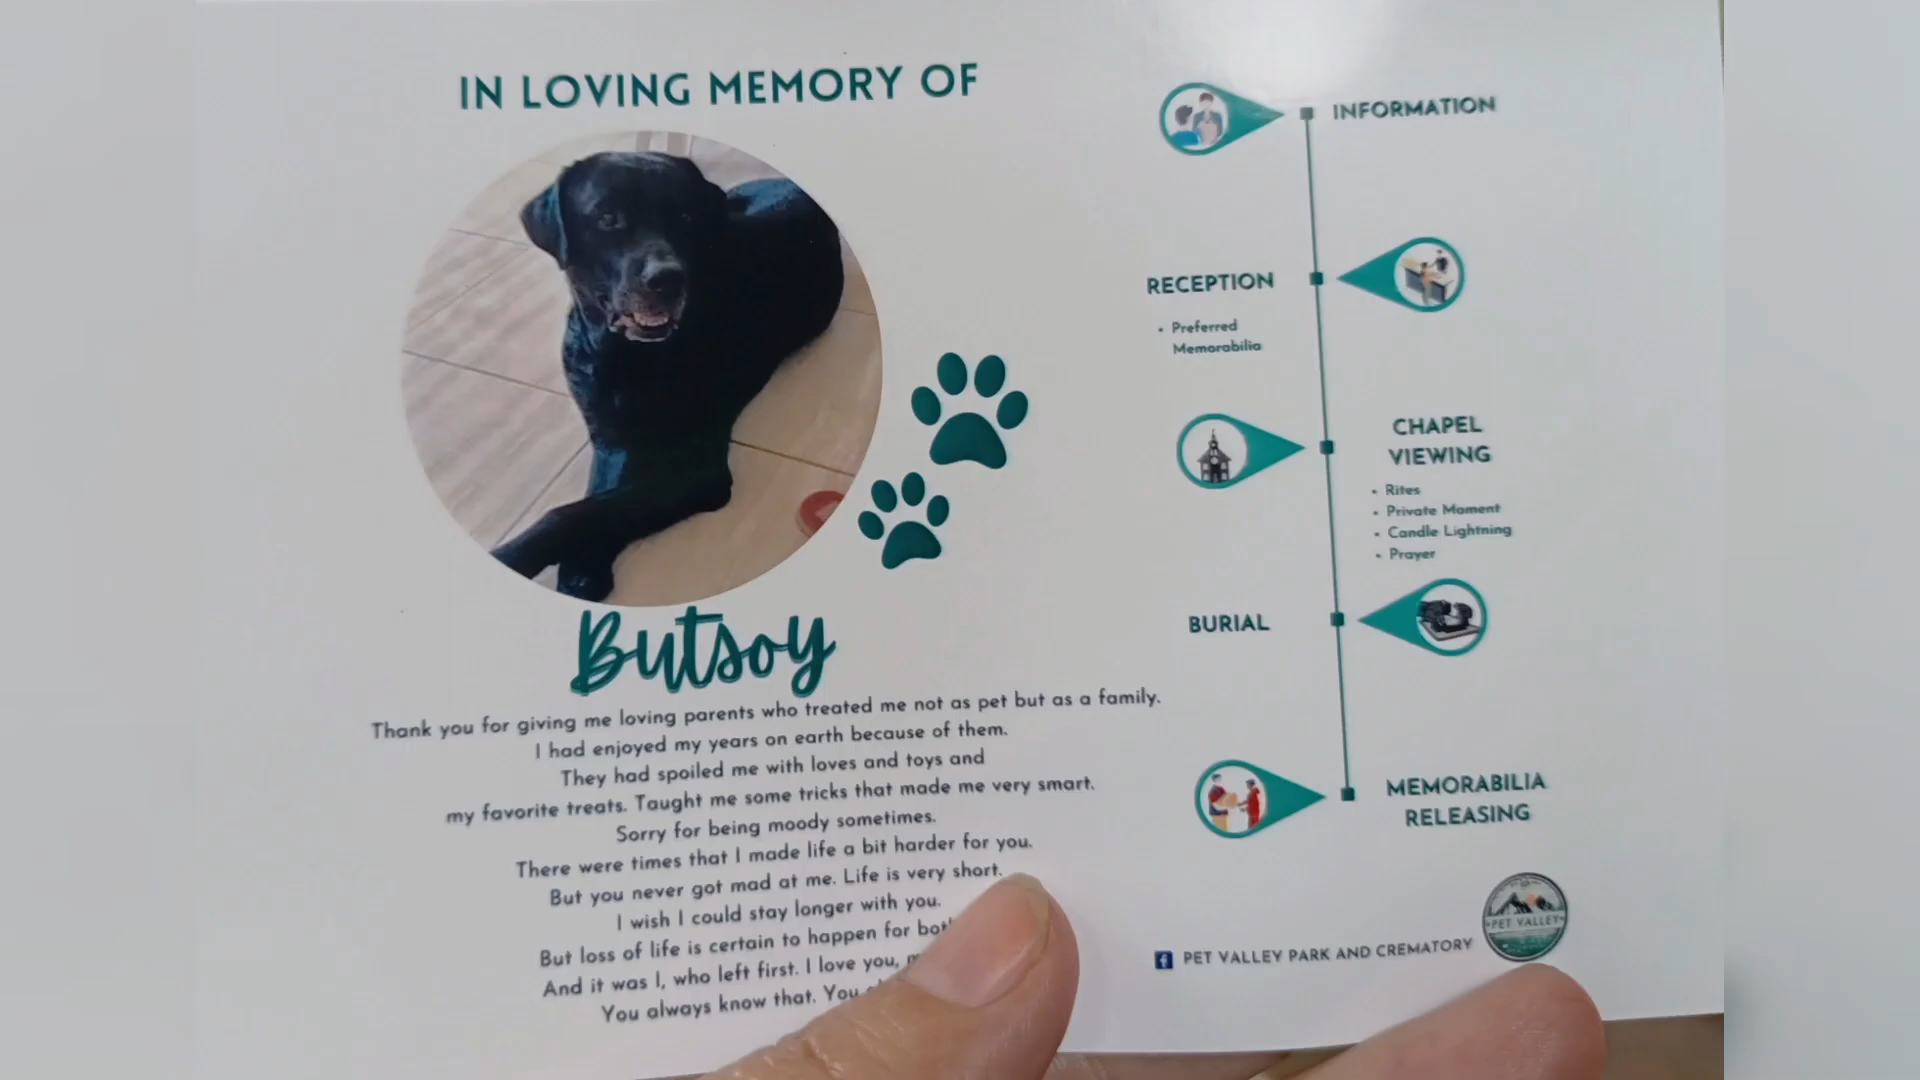 IN LOVING MEMORY OF
Butsoy
Thank you for giving me loving parents who treated me not as pet but as a family.
I had enjoyed my years on earth because of them.
They had spoiled me with loves and toys and
my favorite treats. Taught me some tricks that made me very smart.
Sorry for being moody sometimes.
There were times that I made life a bit harder for you.
But you never got mad at me. Life is very short.
I wish I could stay longer with you.
But loss of life is certain to happen for
And it was I, who left first. I love you,
You always know that. You
INFORMATION
RECEPTION
• Preferred
Memorabilia
CHAPEL
VIEWING
• Rites
• Private Moment
• Candle Lightning
• Prayer
BURIAL
MEMORABILIA
RELEASING
PET VALLEY PARK AND CREMATORY
PET VALLEY